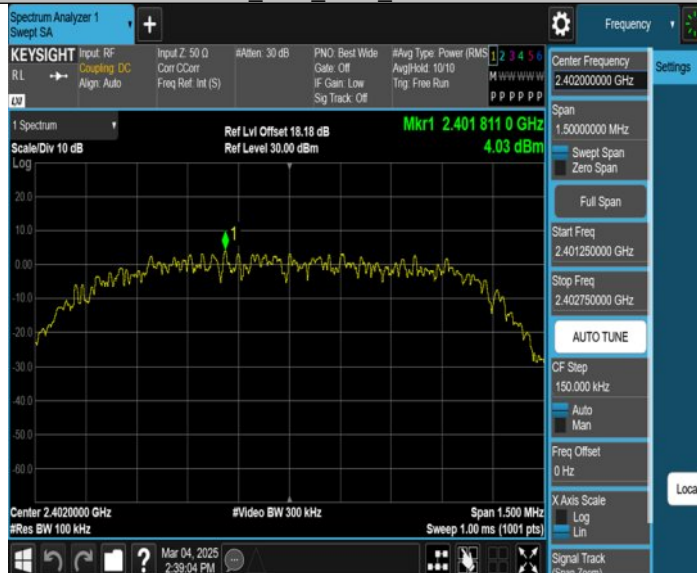 Spectrum Analyzer 1
Swept SA
Frequency
KEYSIGHT
RL
LXI
Input: RF
Coupling: DC
Align: Auto
Input Z: 50 Ω
Corr CCorr
Freq Ref: Int (S)
#Atten: 30 dB
PNO: Best Wide
Gate: Off
IF Gain: Low
Sig Track: Off
#Avg Type: Power (RMS
Avg|Hold: 10/10
Trig: Free Run
1 2 3 4 5 6
M W W W W W
P P P P P P
1 Spectrum
Scale/Div 10 dB
Log
Ref Lvl Offset 18.18 dB
Ref Level 30.00 dBm
Mkr1 2.401 811 0 GHz
4.03 dBm
20.0
10.0
0.00
-10.0
-20.0
-30.0
-40.0
-50.0
-60.0
1
Center 2.4020000 GHz
#Res BW 100 kHz
#Video BW 300 kHz
Span 1.500 MHz
Sweep 1.00 ms (1001 pts)
Mar 04, 2025
2:39:04 PM
Center Frequency
2.402000000 GHz
Span
1.50000000 MHz
Swept Span
Zero Span
Full Span
Start Freq
2.401250000 GHz
Stop Freq
2.402750000 GHz
AUTO TUNE
CF Step
150.000 kHz
Auto
Man
Freq Offset
0 Hz
X Axis Scale
Log
Lin
Signal Track
(Span Zoom)
Settings
Loca